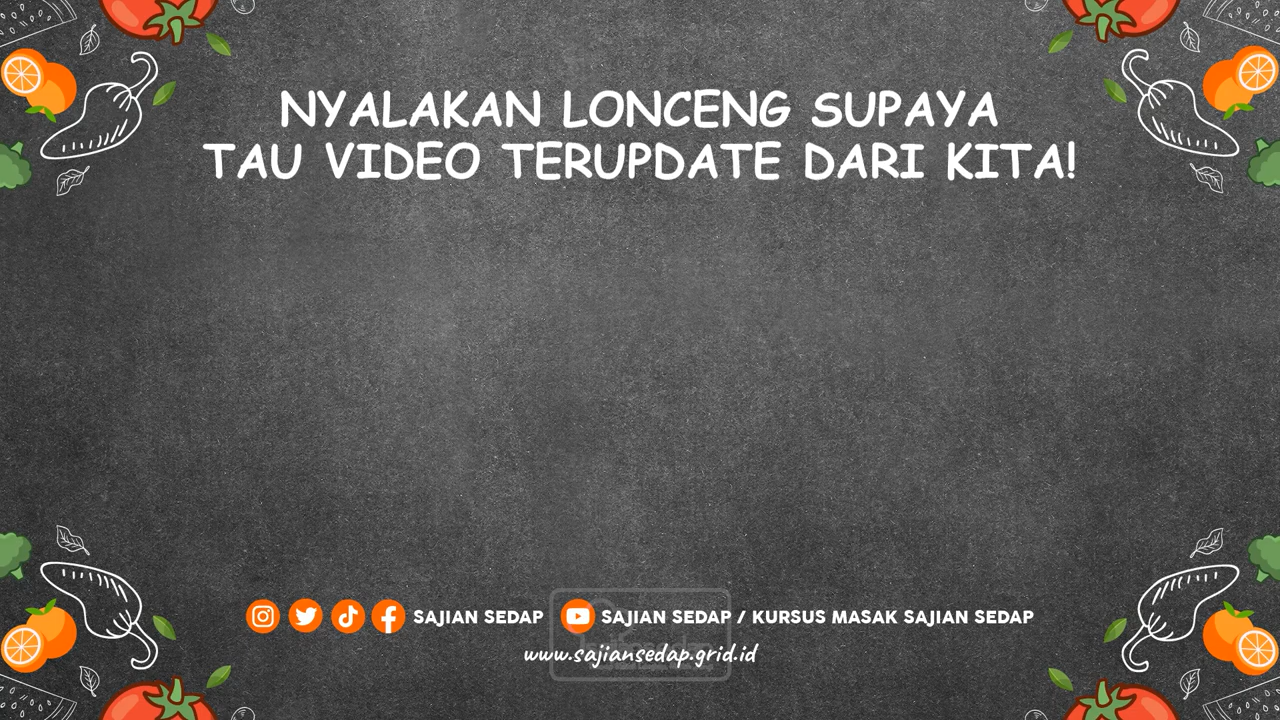 NYALAKAN LONCENG SUPAYA
TAU VIDEO TERUPDATE DARI KITA!
SAJIAN SEDAP SAJIAN SEDAP / KURSUS MASAK SAJIAN SEDAP
www.sajiansedap.grid.id